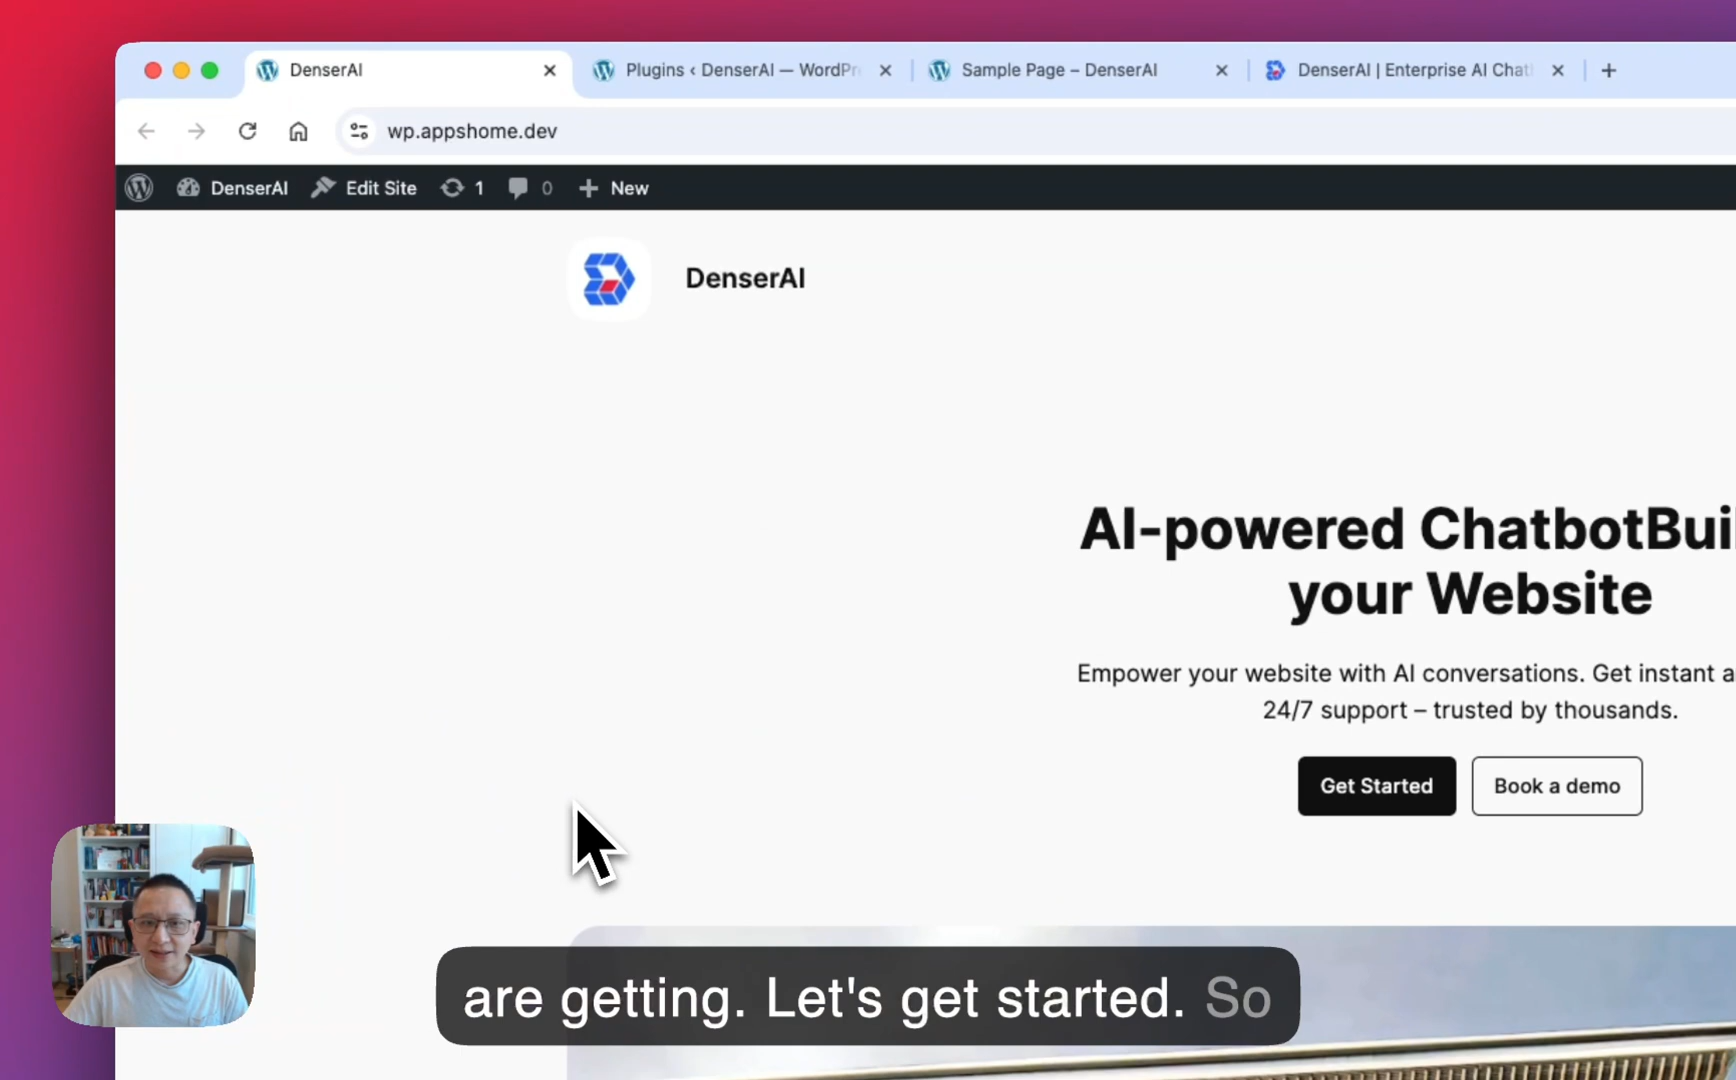 DenserAI
Plugins ‹ DenserAI — WordPr
Sample Page – DenserAI
DenserAI | Enterprise AI Chat
wp.appshome.dev
DenserAI
Edit Site
1
0
New
DenserAI
AI-powered ChatbotBuil
your Website
Empower your website with AI conversations. Get instant a
24/7 support – trusted by thousands.
Get Started
Book a demo
are getting. Let's get started. So